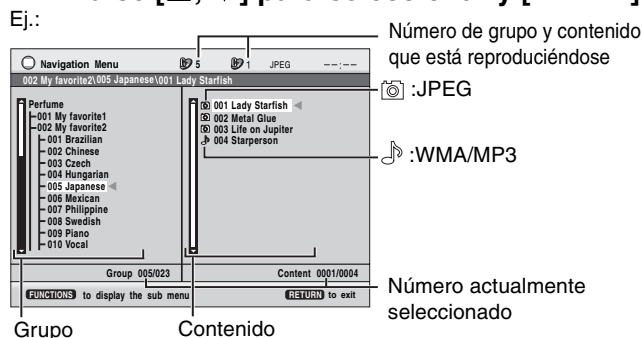 Ej.:
Número de grupo y contenido
que está reproduciéndose
Navigation Menu 5 1 JPEG --:--
002 My favorite2\005 Japanese\001 Lady Starfish
Perfume
001 My favorite1
002 My favorite2
001 Brazilian
002 Chinese
003 Czech
004 Hungarian
005 Japanese
006 Mexican
007 Philippine
008 Swedish
009 Piano
010 Vocal
001 Lady Starfish
002 Metal Glue
003 Life on Jupiter
004 Starperson
:JPEG
:WMA/MP3
Group 005/023
Content 0001/0004
FUNCTIONS to display the sub menu
RETURN to exit
Número actualmente
seleccionado
Grupo
Contenido